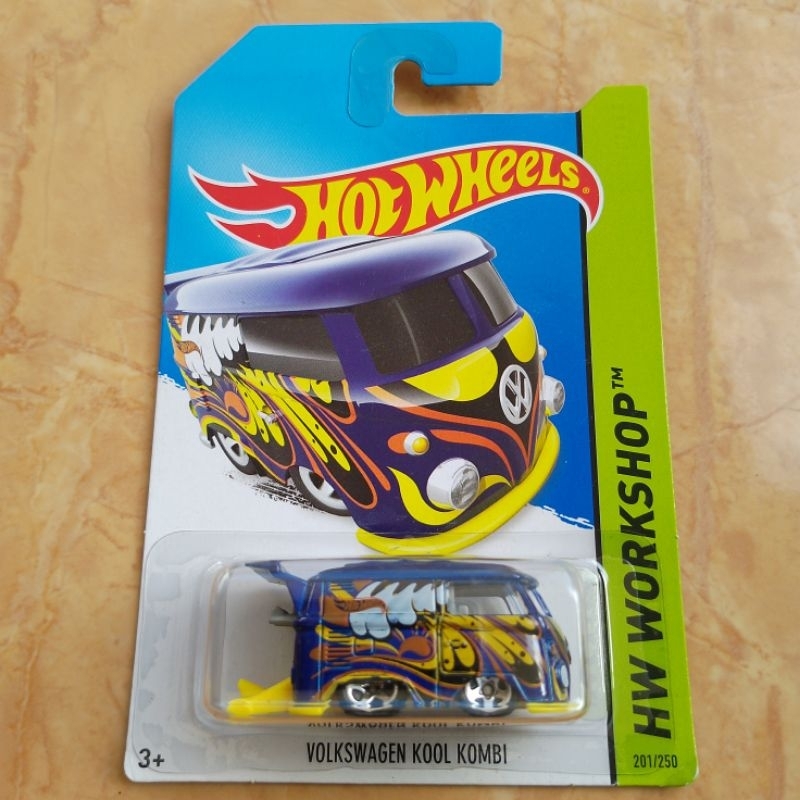 HOT WHEELS®
HW WORKSHOP™
VOLKSWAGEN KOOL KOMBI
3+
201/250